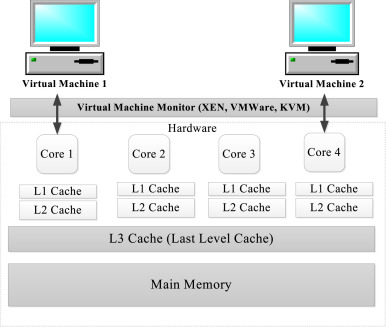 Virtual Machine 1
Virtual Machine 2
Virtual Machine Monitor (XEN, VMWare, KVM)
Hardware
Core 1
Core 2
Core 3
Core 4
L1 Cache
L1 Cache
L1 Cache
L1 Cache
L2 Cache
L2 Cache
L2 Cache
L2 Cache
L3 Cache (Last Level Cache)
Main Memory